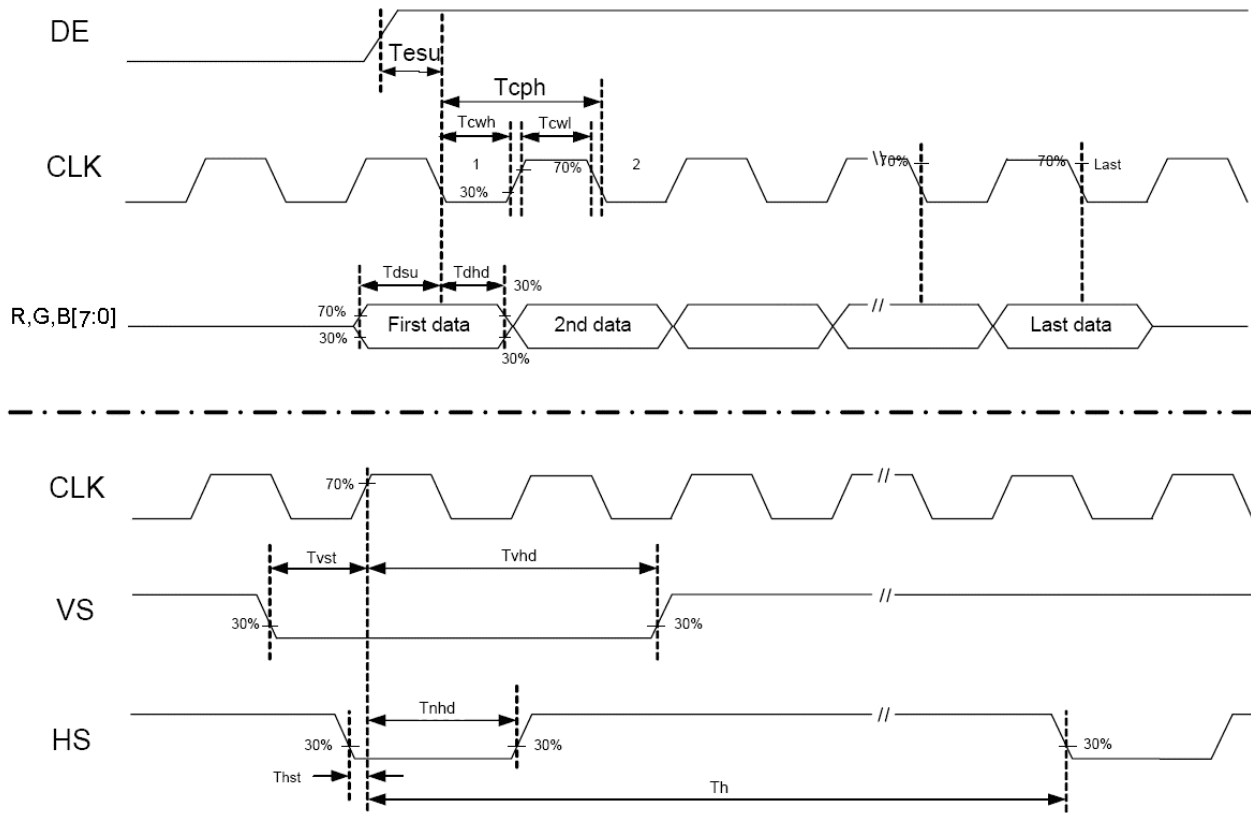 DE
Tesu
Tcph
Tcwh
Tcwl
CLK
1
70%
2
30%
\\
70%
70%
Last
Tdsu
Tdhd
30%
R,G,B[7:0]
70%
First data
2nd data
//
Last data
30%
30%
CLK
70%
//
Tvst
Tvhd
VS
30%
30%
//
Tnhd
HS
30%
30%
//
30%
Thst
Th